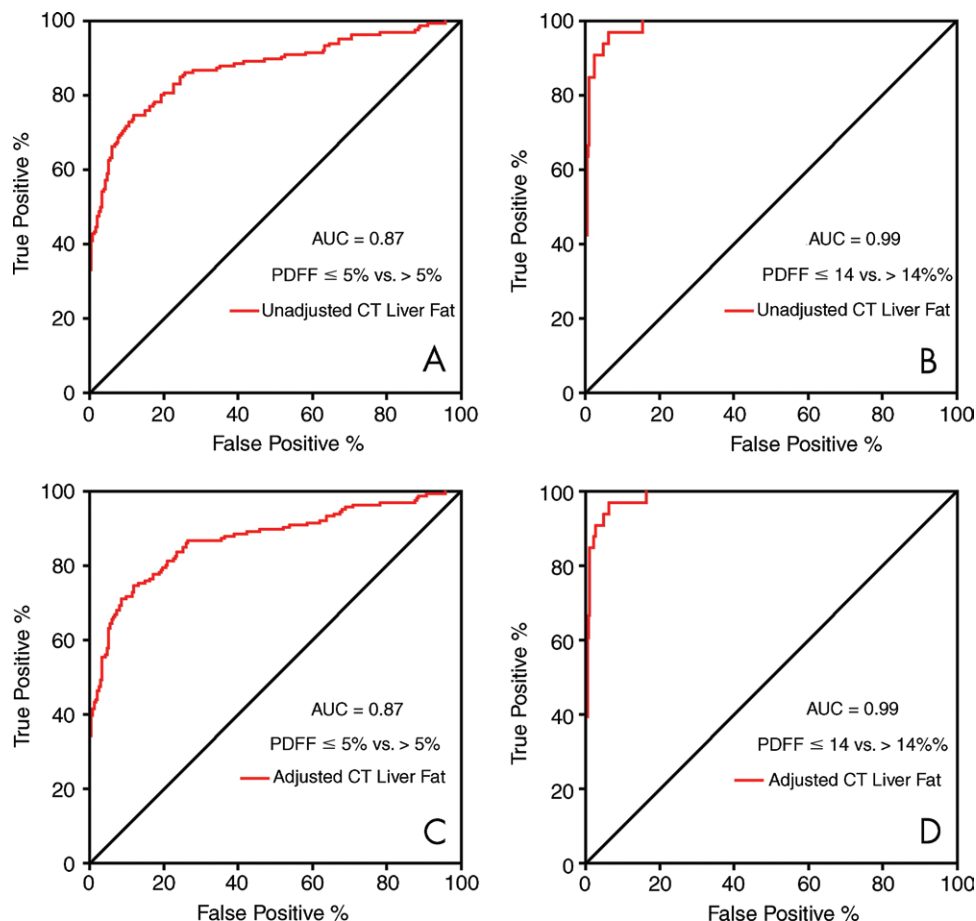 100
80
60
40
20
0
True Positive %
AUC = 0.87
PDFF ≤ 5% vs. > 5%
Unadjusted CT Liver Fat
A
0 20 40 60 80 100
False Positive %
100
80
60
40
20
0
True Positive %
AUC = 0.99
PDFF ≤ 14 vs. > 14%%
Unadjusted CT Liver Fat
B
0 20 40 60 80 100
False Positive %
100
80
60
40
20
0
True Positive %
AUC = 0.87
PDFF ≤ 5% vs. > 5%
Adjusted CT Liver Fat
C
0 20 40 60 80 100
False Positive %
100
80
60
40
20
0
True Positive %
AUC = 0.99
PDFF ≤ 14 vs. > 14%%
Adjusted CT Liver Fat
D
0 20 40 60 80 100
False Positive %